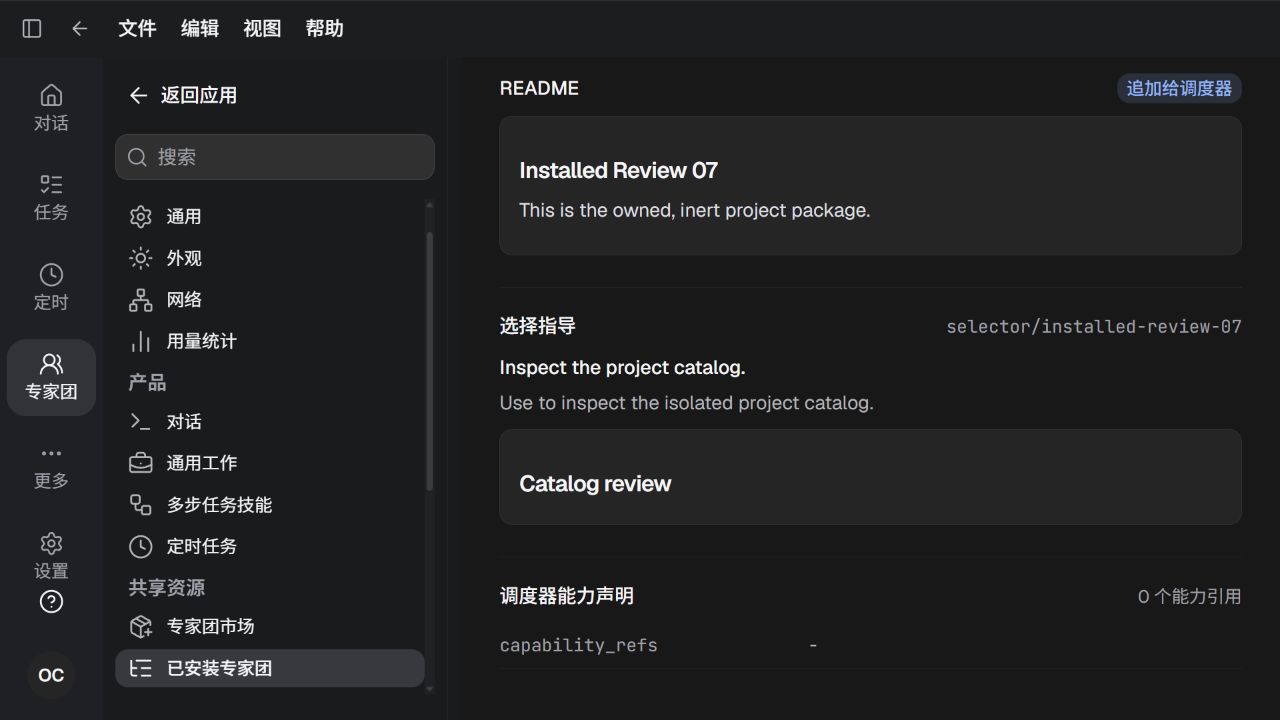 文件 编辑 视图 帮助
对话
任务
定时
专家团
更多
设置
OC
返回应用
搜索
通用
外观
网络
用量统计
产品
对话
通用工作
多步任务技能
定时任务
共享资源
专家团市场
已安装专家团
README
追加给调度器
Installed Review 07
This is the owned, inert project package.
选择指导
selector/installed-review-07
Inspect the project catalog.
Use to inspect the isolated project catalog.
Catalog review
调度器能力声明
0 个能力引用
capability_refs -